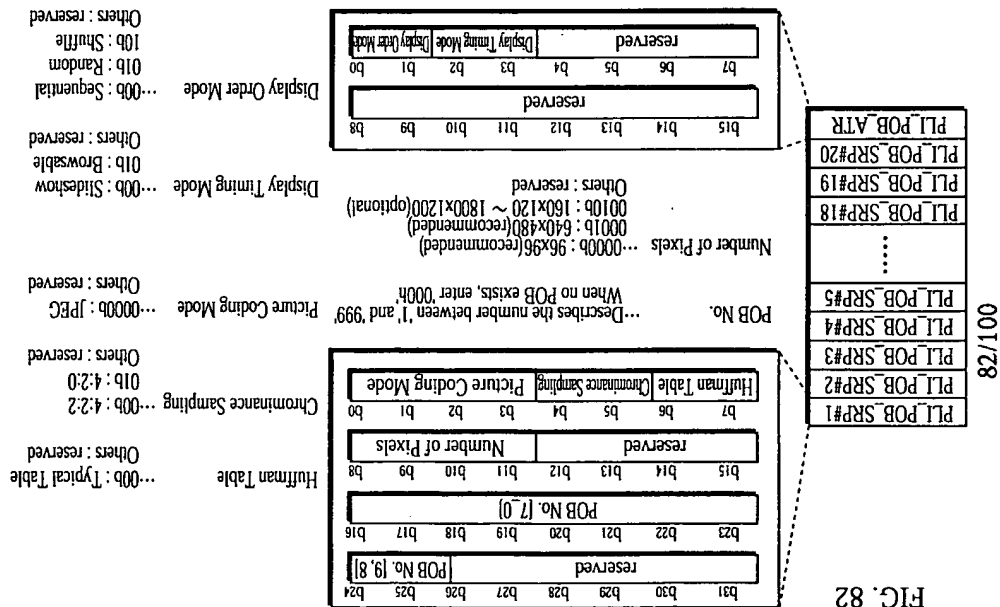 FIG. 82
82/100
PLI_POB_SRP#1
PLI_POB_SRP#2
PLI_POB_SRP#3
PLI_POB_SRP#4
PLI_POB_SRP#5
⋮
PLI_POB_SRP#18
PLI_POB_SRP#19
PLI_POB_SRP#20
PLI_POB_ATR
b31 b30 b29 b28 b27 b26 b25 b24
reserved POB No. [9, 8]
b23 b22 b21 b20 b19 b18 b17 b16
POB No. [7_0]
b15 b14 b13 b12 b11 b10 b9 b8
reserved Number of Pixels
b7 b6 b5 b4 b3 b2 b1 b0
Huffman Table Chrominance Sampling Picture Coding Mode
POB No. …Describes the number between '1' and '999'
When no POB exists, enter '000h'
Number of Pixels …0000b : 96x96(recommended)
0001b : 640x480(recommended)
0010b : 160x120 ~ 1800x1200(optional)
Others : reserved
b15 b14 b13 b12 b11 b10 b9 b8
reserved
b7 b6 b5 b4 b3 b2 b1 b0
reserved Display Timing Mode Display Order Mode
Huffman Table …00b : Typical Table
Others : reserved
Chrominance Sampling …00b : 4:2:2
01b : 4:2:0
Others : reserved
Picture Coding Mode …0000b : JPEG
Others : reserved
Display Timing Mode …00b : Slideshow
01b : Browsable
Others : reserved
Display Order Mode …00b : Sequential
01b : Random
10b : Shuffle
Others : reserved